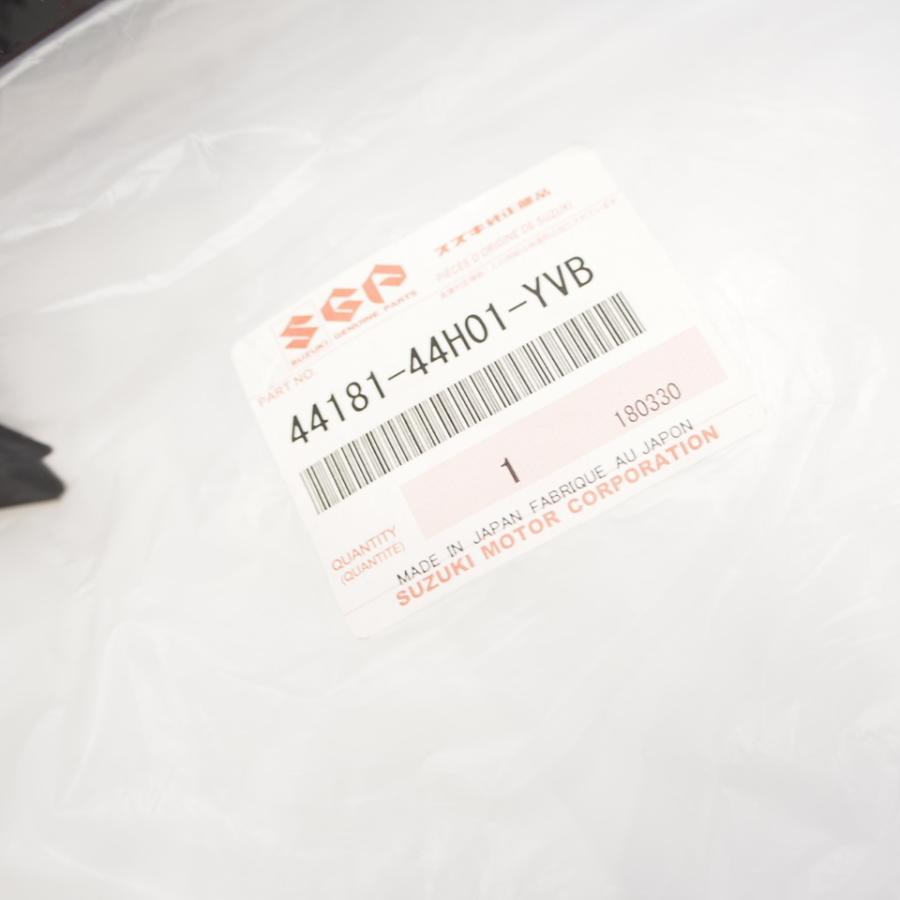 SGP
SUZUKI GENUINE PARTS
スズキ純正部品
PIECES D'ORIGINE DE SUZUKI
PART NO.
44181-44H01-YVB
180330
1
QUANTITY
(QUANTITE)
MADE IN JAPAN FABRIQUE AU JAPON
SUZUKI MOTOR CORPORATION